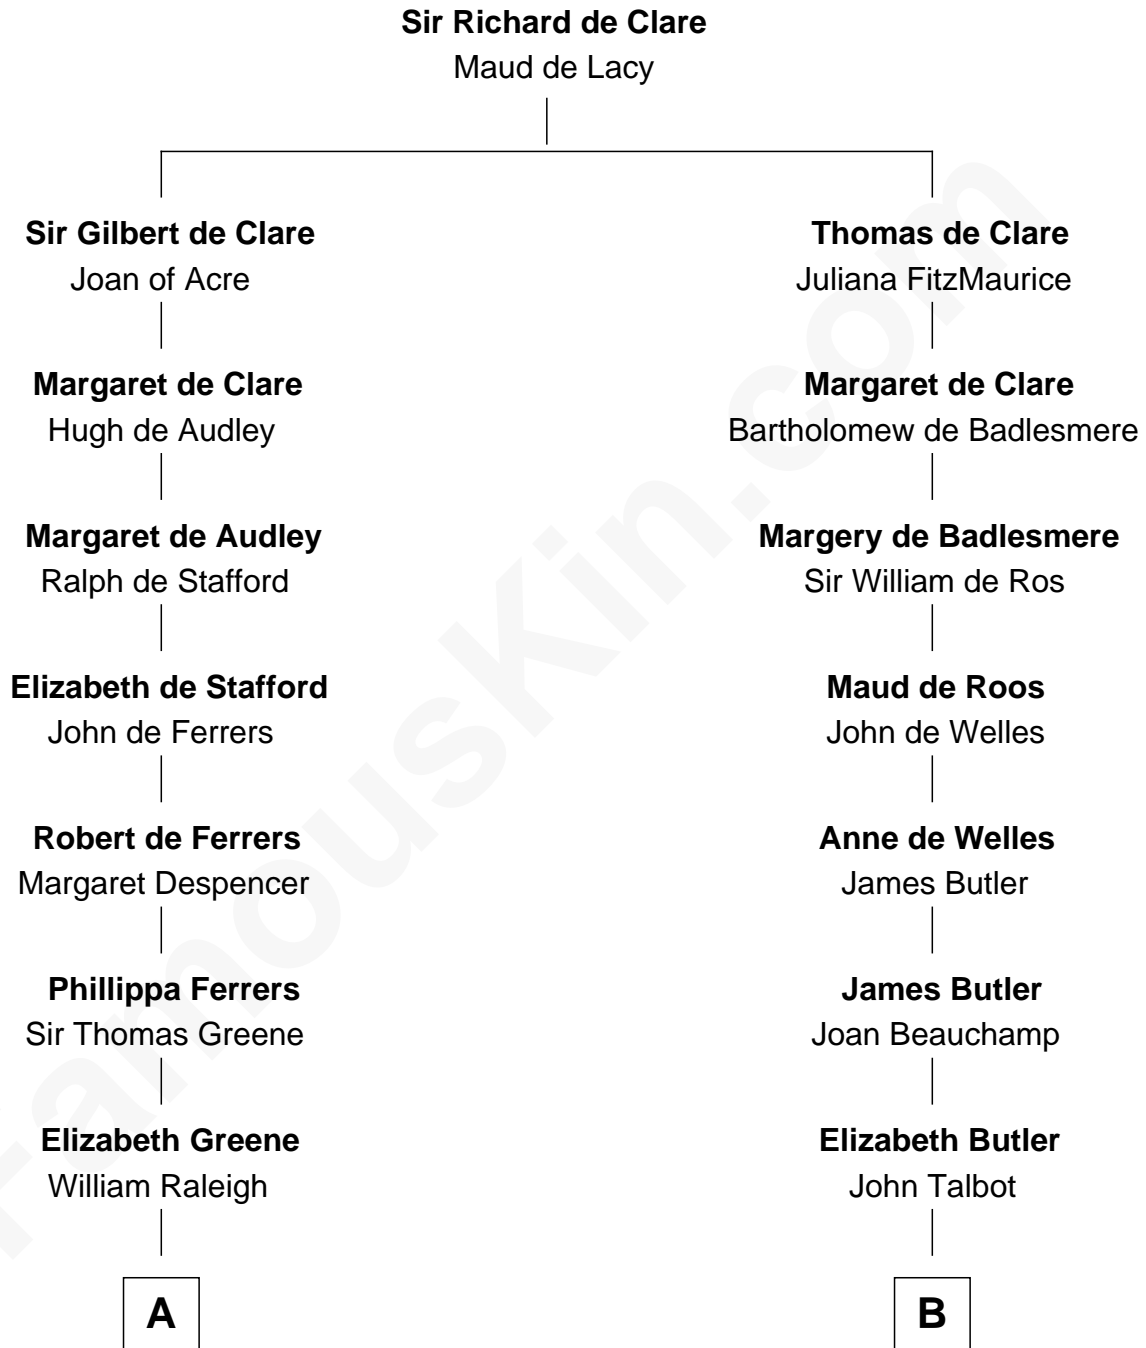 Sir Richard de Clare
Maud de Lacy
Sir Gilbert de Clare
Joan of Acre
Thomas de Clare
Juliana FitzMaurice
Margaret de Clare
Hugh de Audley
Margaret de Clare
Bartholomew de Badlesmere
Margaret de Audley
Ralph de Stafford
Margery de Badlesmere
Sir William de Ros
Elizabeth de Stafford
John de Ferrers
Maud de Roos
John de Welles
Robert de Ferrers
Margaret Despencer
Anne de Welles
James Butler
Phillippa Ferrers
Sir Thomas Greene
James Butler
Joan Beauchamp
Elizabeth Greene
William Raleigh
Elizabeth Butler
John Talbot
A
B
FamousKin.com